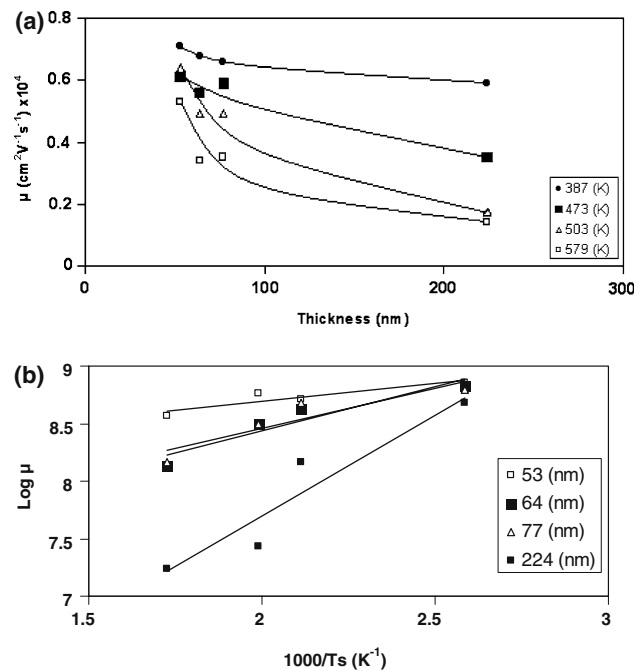 (a)
0.8
0.6
0.4
0.2
0
μ (cm²V⁻¹s⁻¹) x10⁴
0 100 200 300
Thickness (nm)
387 (K)
473 (K)
503 (K)
579 (K)
(b)
9
8.5
8
7.5
7
Log μ
1.5 2 2.5 3
1000/Ts (K⁻¹)
53 (nm)
64 (nm)
77 (nm)
224 (nm)